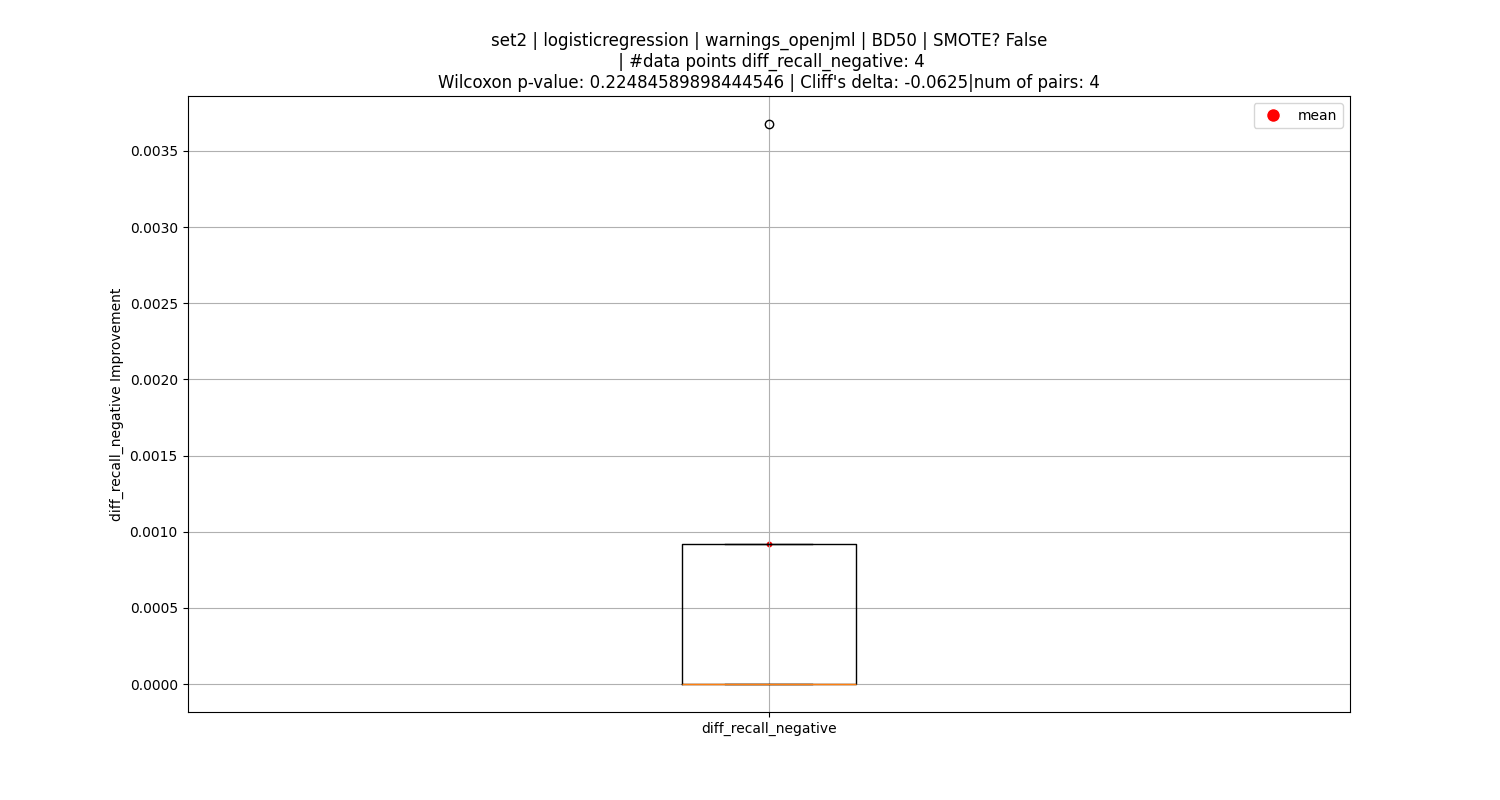 set2 | logisticregression | warnings_openjml | BD50 | SMOTE? False
| #data points diff_recall_negative: 4
Wilcoxon p-value: 0.22484589898444546 | Cliff's delta: -0.0625|num of pairs: 4
mean
0.0035
0.0030
0.0025
0.0020
0.0015
0.0010
0.0005
0.0000
diff_recall_negative Improvement
diff_recall_negative